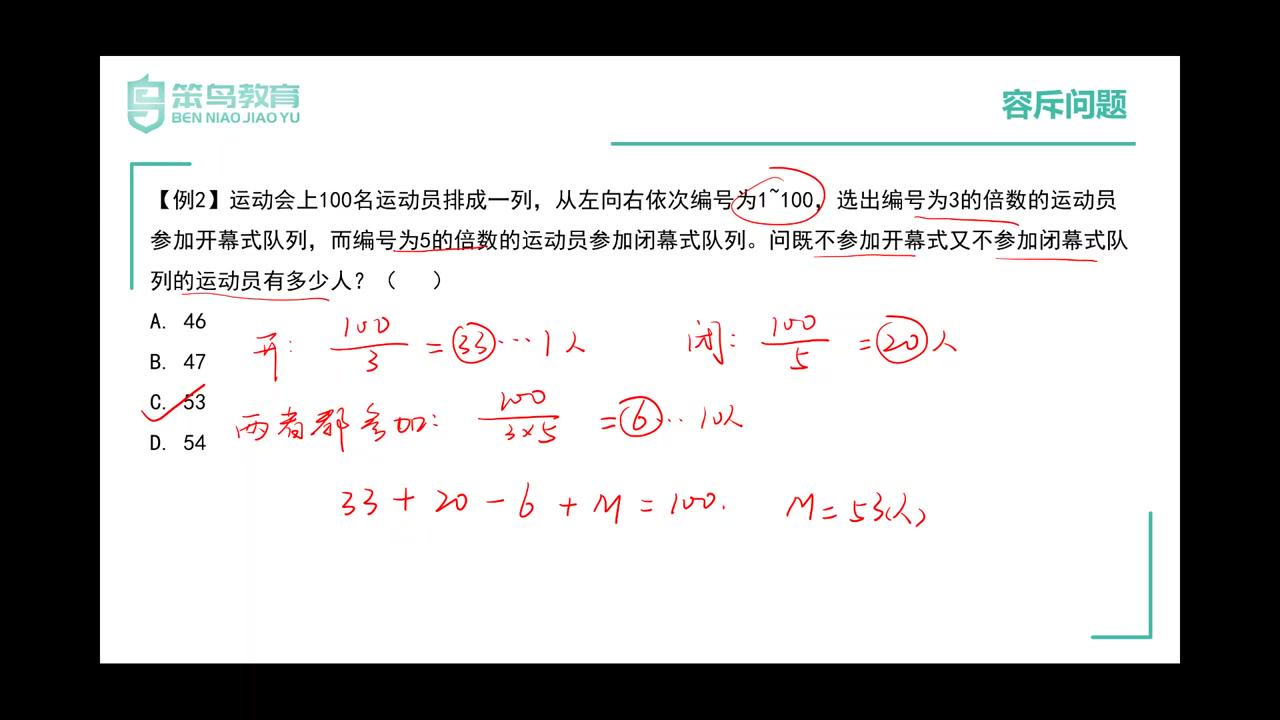 笨鸟教育
BEN NIAO JIAO YU
容斥问题
【例2】运动会上100名运动员排成一列，从左向右依次编号为1~100，选出编号为3的倍数的运动员
参加开幕式队列，而编号为5的倍数的运动员参加闭幕式队列。问既不参加开幕式又不参加闭幕式队
列的运动员有多少人？（ ）
A. 46
B. 47
C. 53
D. 54
开: 100/3 = 33…1人 闭: 100/5 = 20人
两者都参加: 100/3×5 = 6…10人
33 + 20 - 6 + M = 100. M = 53(人)